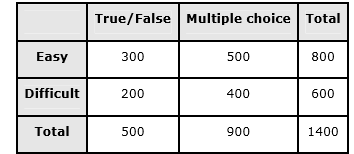 True/False Multiple choice Total
Easy 300 500 800
Difficult 200 400 600
Total 500 900 1400